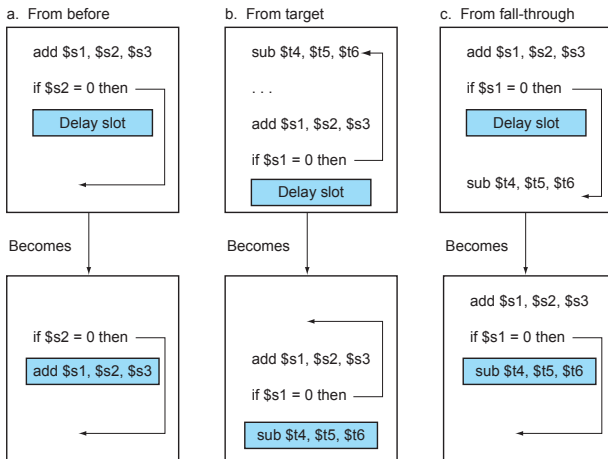 a. From before
add $s1, $s2, $s3
if $s2 = 0 then
Delay slot
Becomes
if $s2 = 0 then
add $s1, $s2, $s3
b. From target
sub $t4, $t5, $t6
. . .
add $s1, $s2, $s3
if $s1 = 0 then
Delay slot
Becomes
add $s1, $s2, $s3
if $s1 = 0 then
sub $t4, $t5, $t6
c. From fall-through
add $s1, $s2, $s3
if $s1 = 0 then
Delay slot
sub $t4, $t5, $t6
Becomes
add $s1, $s2, $s3
if $s1 = 0 then
sub $t4, $t5, $t6